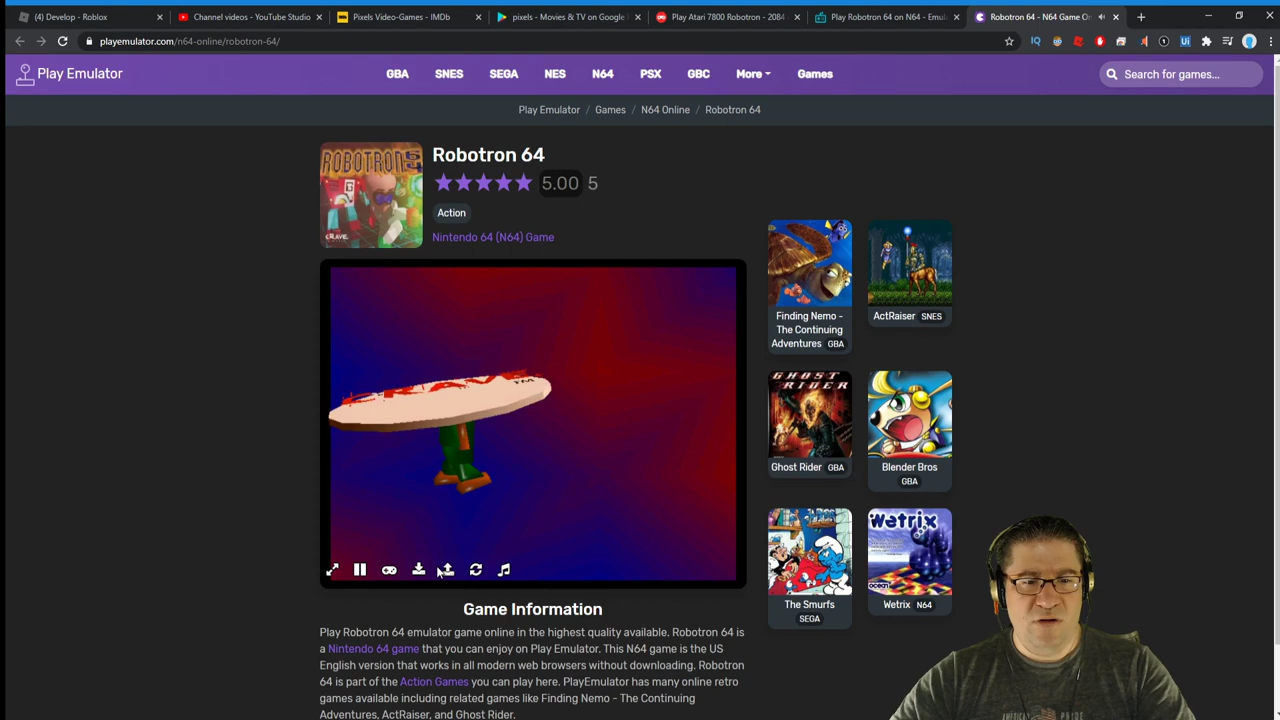 Develop - Roblox
Channel videos - YouTube Studio
Pixels Video-Games - IMDb
pixels - Movies & TV on Google
Play Atari 7800 Robotron - 2084
Play Robotron 64 on N64 - Emul
Robotron 64 - N64 Game On
playemulator.com/n64-online/robotron-64/
Play Emulator
GBA SNES SEGA NES N64 PSX GBC More Games
Search for games...
Play Emulator / Games / N64 Online / Robotron 64
ROBOTRON 64
CRAVE
Robotron 64
5.00 5
Action
Nintendo 64 (N64) Game
CRAVE TM
Finding Nemo -
The Continuing
Adventures GBA
ActRaiser SNES
GHOST
RIDER
Ghost Rider GBA
Blender Bros
GBA
The Smurfs
SEGA
Wetrix
ocean
Wetrix N64
Game Information
Play Robotron 64 emulator game online in the highest quality available. Robotron 64 is
a Nintendo 64 game that you can enjoy on Play Emulator. This N64 game is the US
English version that works in all modern web browsers without downloading. Robotron
64 is part of the Action Games you can play here. PlayEmulator has many online retro
games available including related games like Finding Nemo - The Continuing
Adventures, ActRaiser, and Ghost Rider.